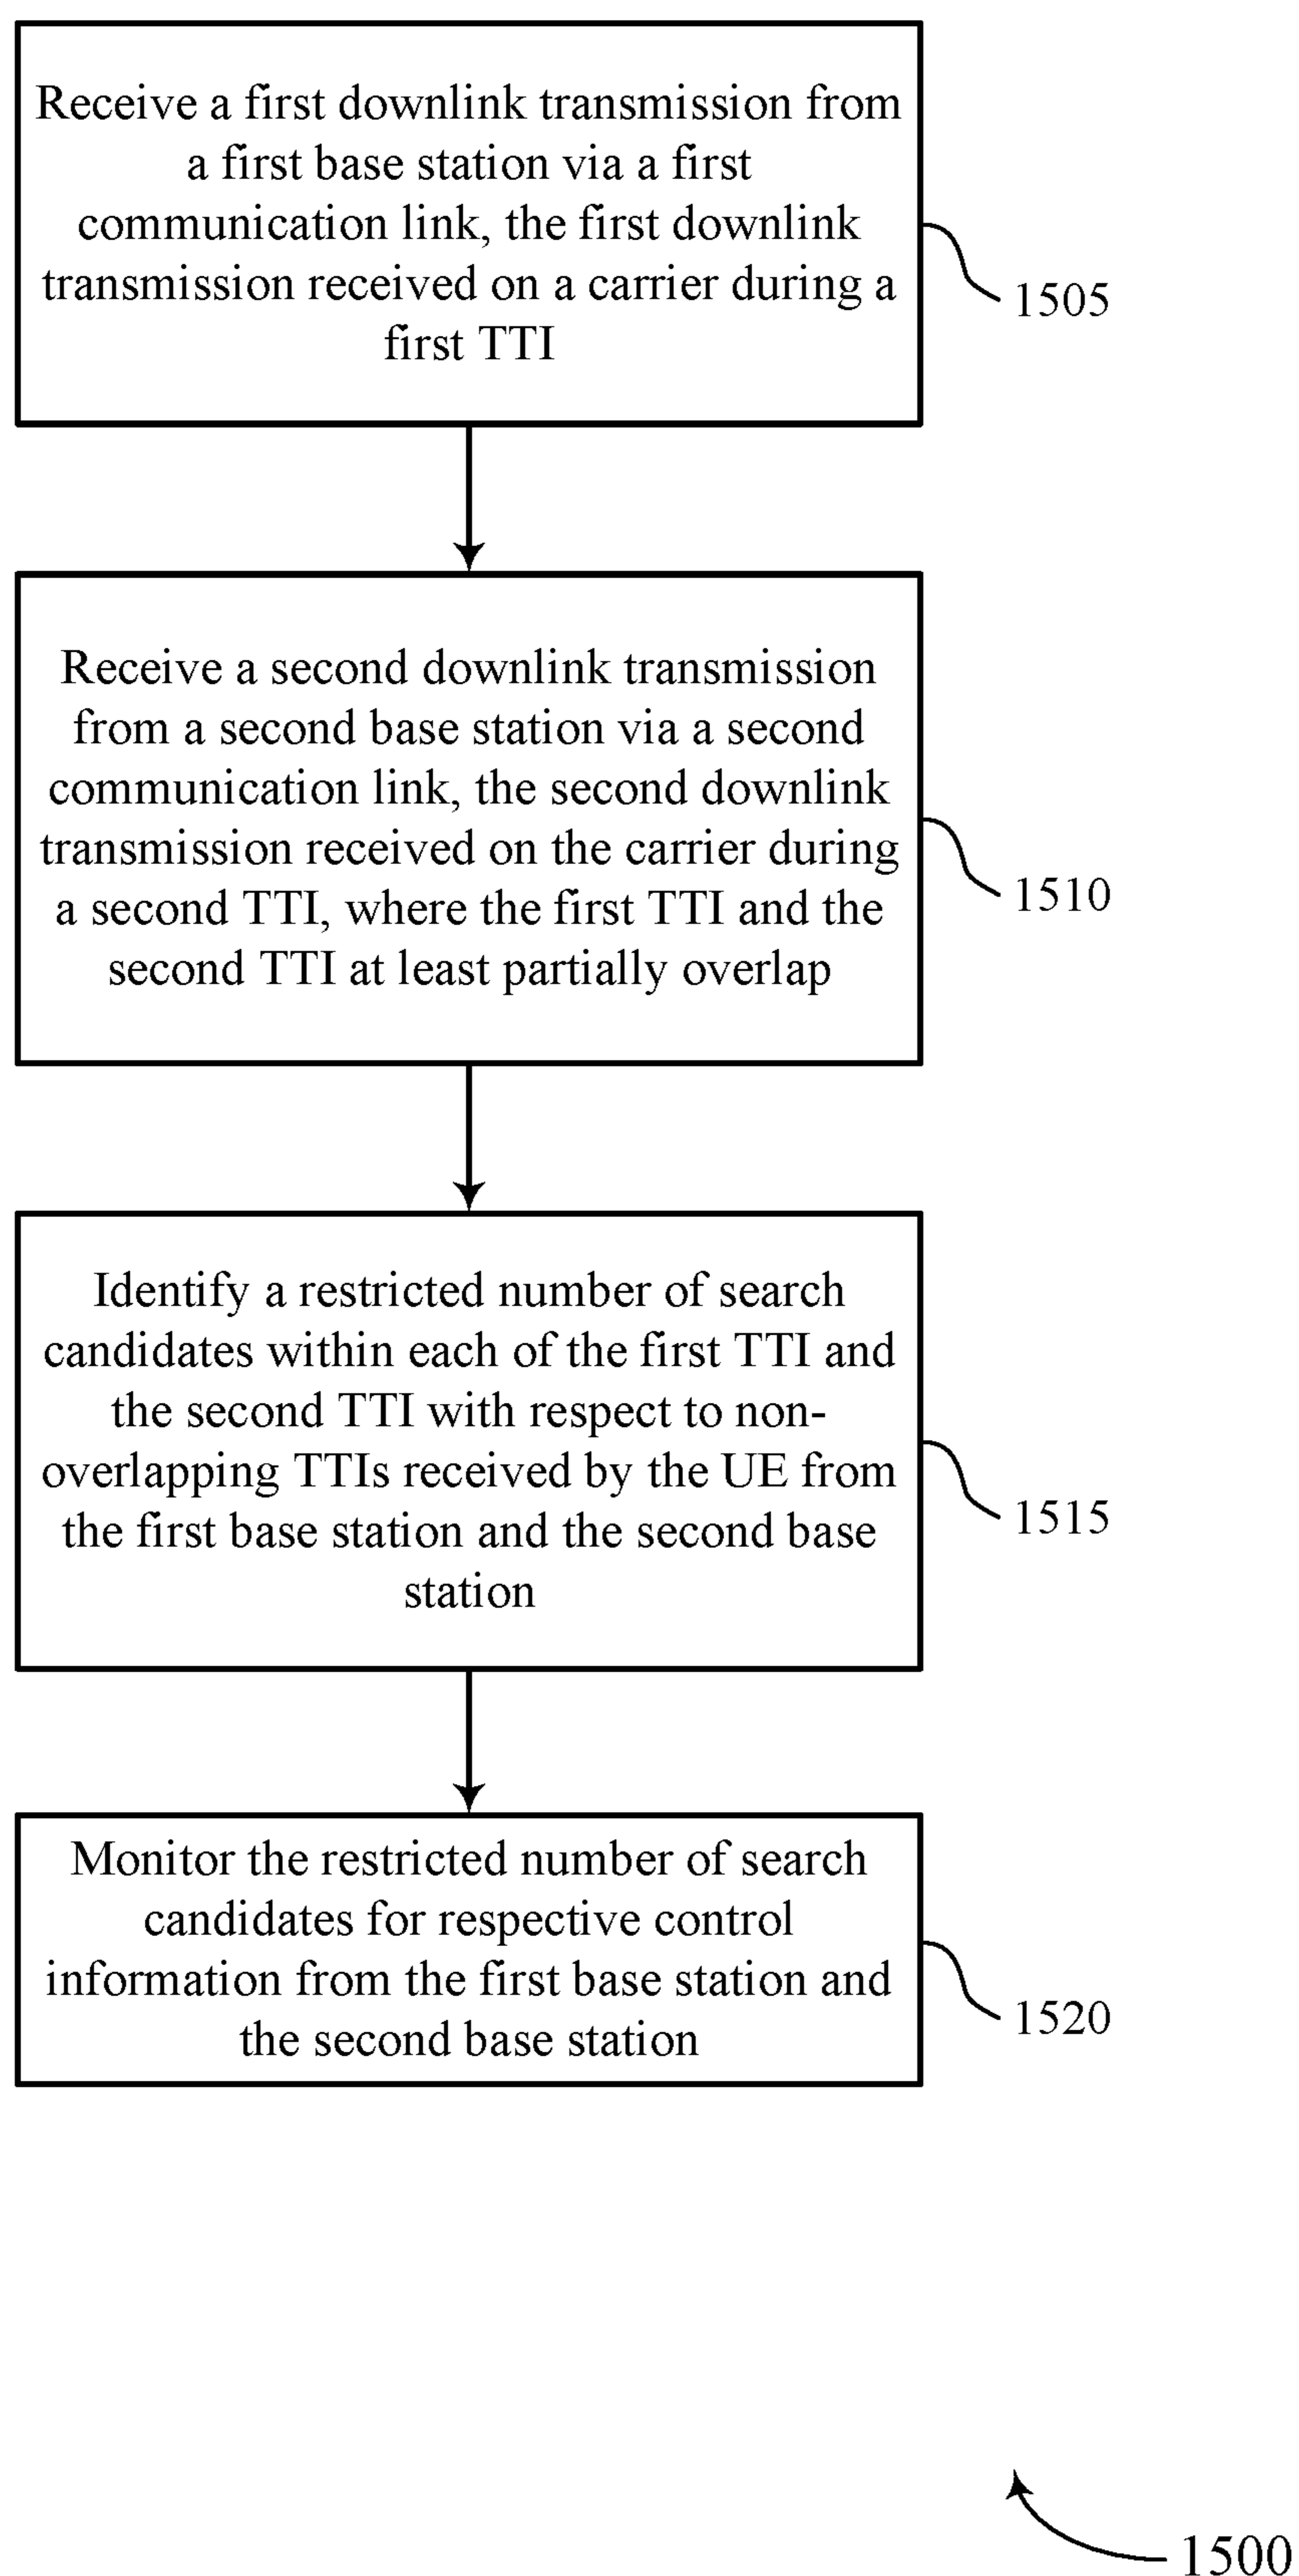 Receive a first downlink transmission from
a first base station via a first
communication link, the first downlink
transmission received on a carrier during a
first TTI
1505
Receive a second downlink transmission
from a second base station via a second
communication link, the second downlink
transmission received on the carrier during
a second TTI, where the first TTI and the
second TTI at least partially overlap
1510
Identify a restricted number of search
candidates within each of the first TTI and
the second TTI with respect to non-
overlapping TTIs received by the UE from
the first base station and the second base
station
1515
Monitor the restricted number of search
candidates for respective control
information from the first base station and
the second base station
1520
1500